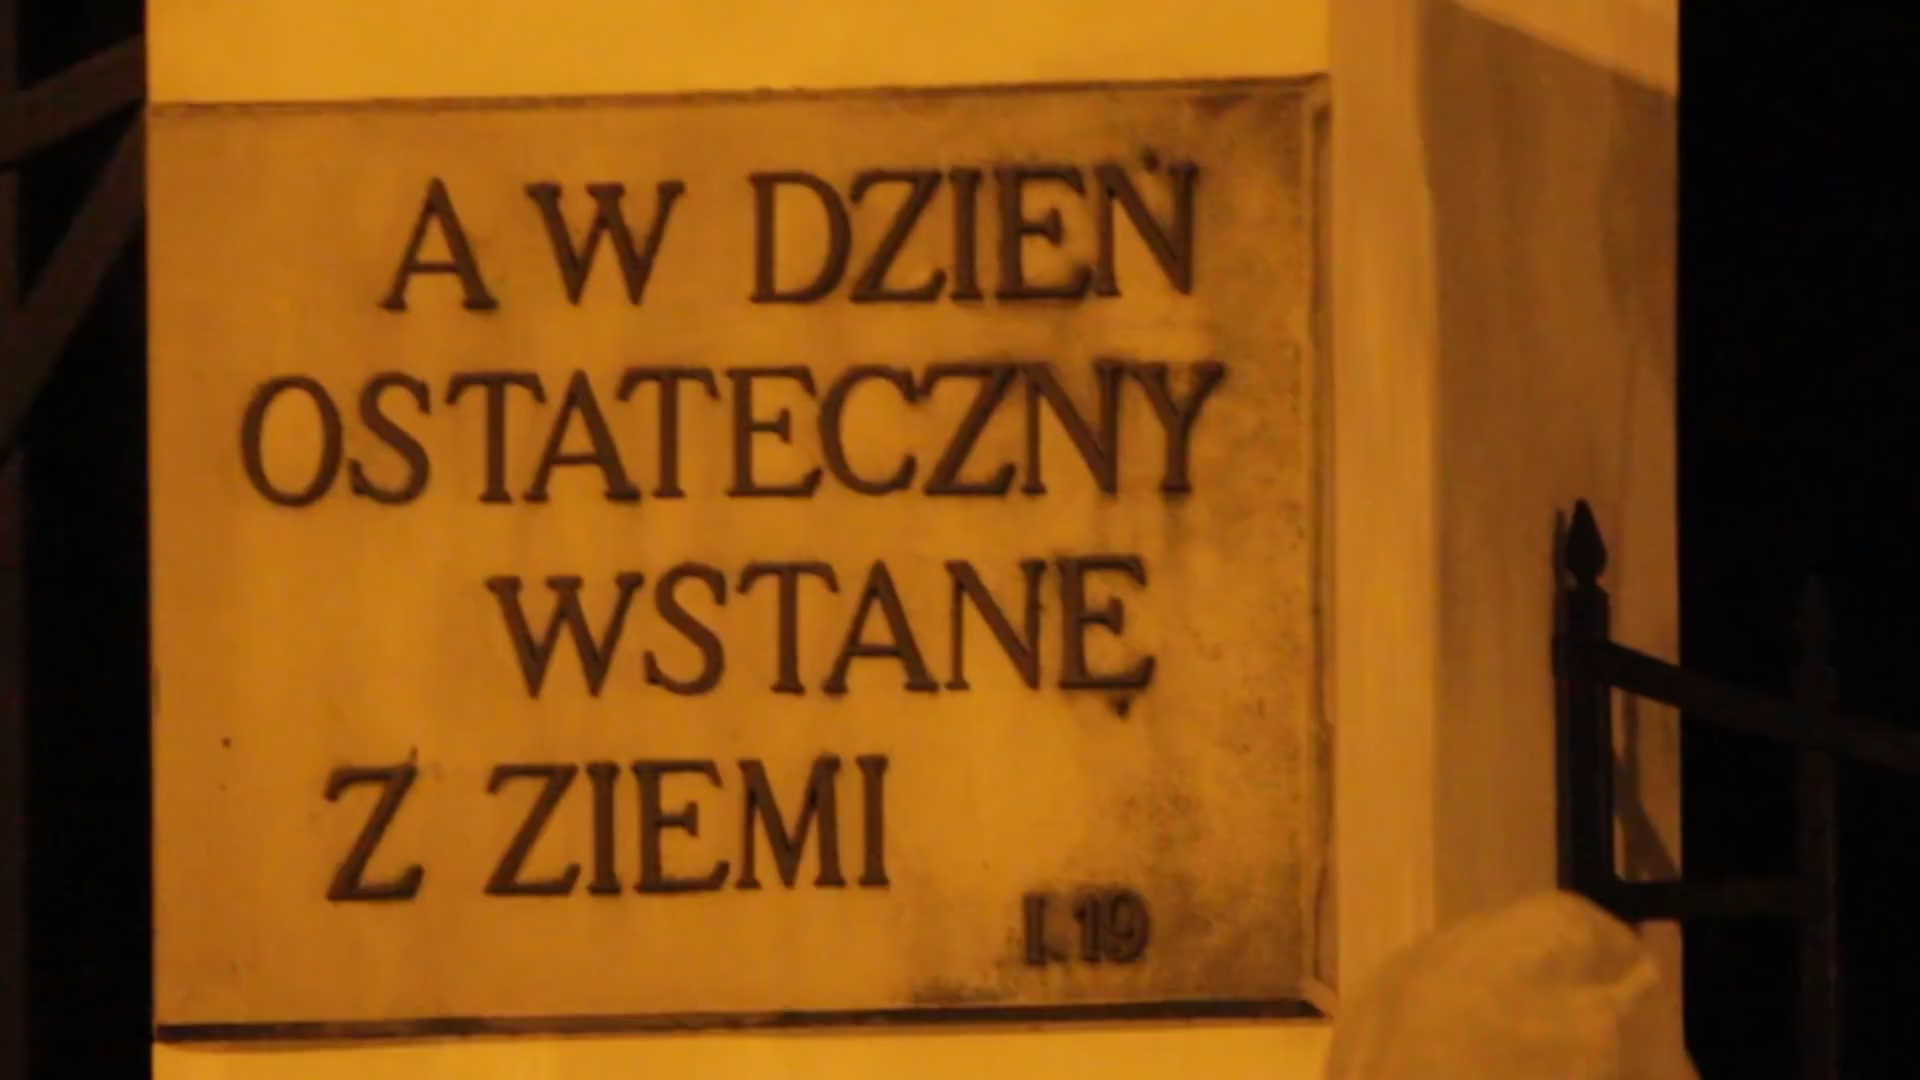 A W DZIEŃ
OSTATECZNY
WSTANĘ
Z ZIEMI
I. 19